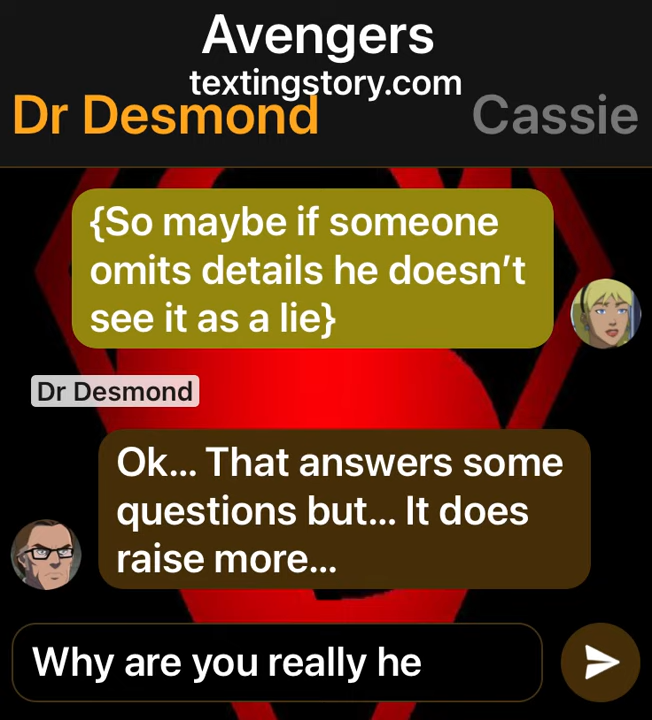 Avengers
textingstory.com
Dr Desmond Cassie
{So maybe if someone
omits details he doesn’t
see it as a lie}
Dr Desmond
Ok... That answers some
questions but... It does
raise more...
Why are you really he